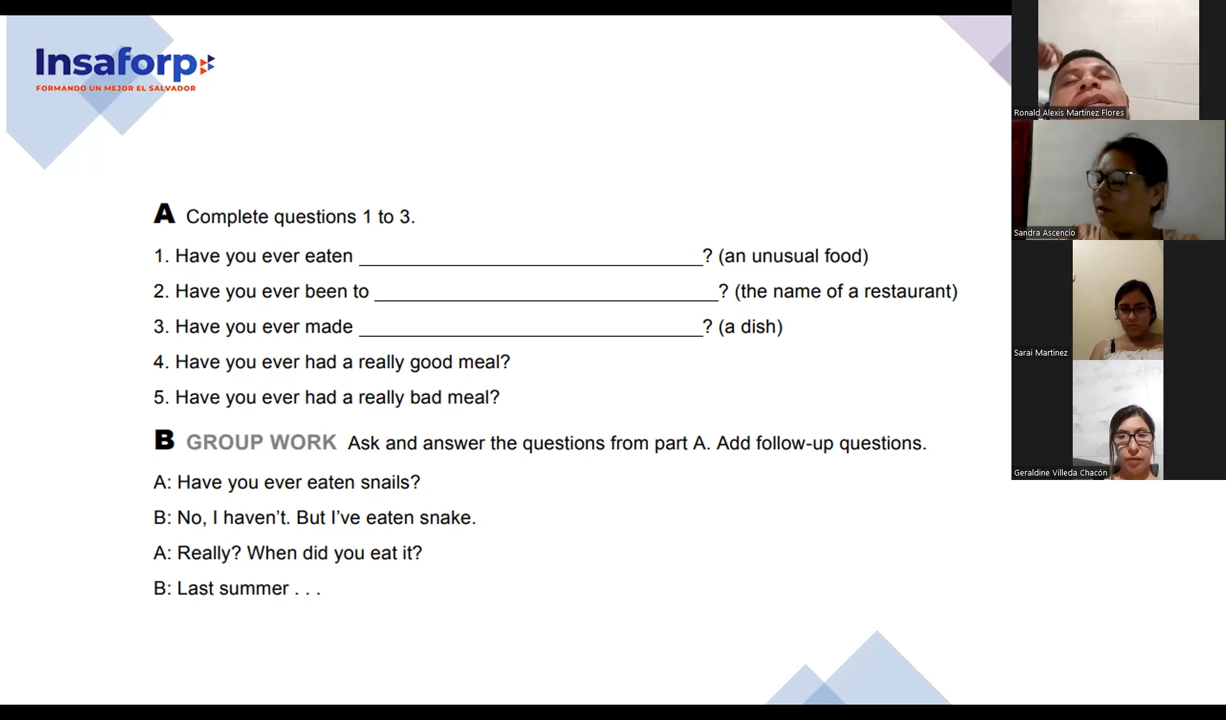 Insaforp
FORMANDO UN MEJOR EL SALVADOR
A Complete questions 1 to 3.
1. Have you ever eaten ________________________________? (an unusual food)
2. Have you ever been to ________________________________? (the name of a restaurant)
3. Have you ever made ________________________________? (a dish)
4. Have you ever had a really good meal?
5. Have you ever had a really bad meal?
B GROUP WORK Ask and answer the questions from part A. Add follow-up questions.
A: Have you ever eaten snails?
B: No, I haven’t. But I’ve eaten snake.
A: Really? When did you eat it?
B: Last summer . . .
Ronald Alexis Martínez Flores
Sandra Ascencio
Sarai Martinez
Geraldine Villeda Chacón